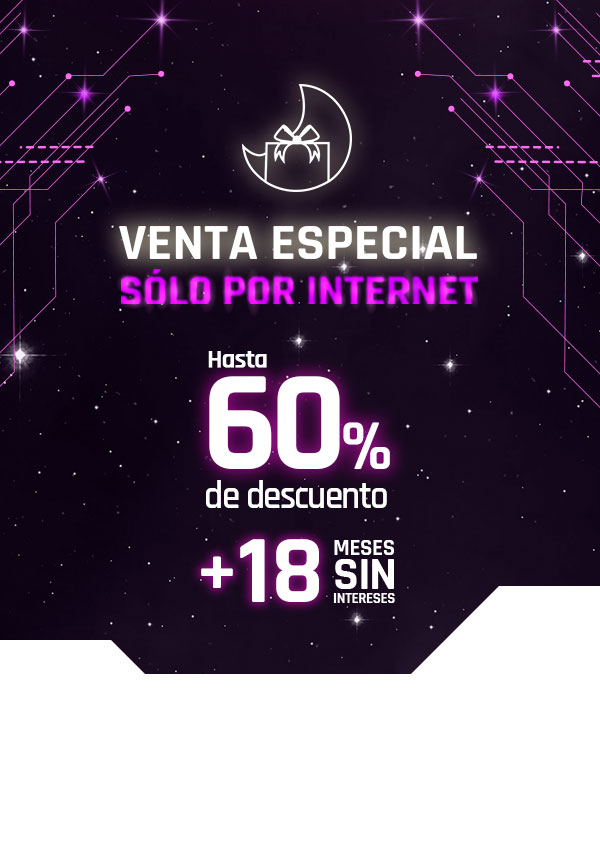 VENTA ESPECIAL
SÓLO POR INTERNET
Hasta
60%
de descuento
+18 MESES
SIN
INTERESES